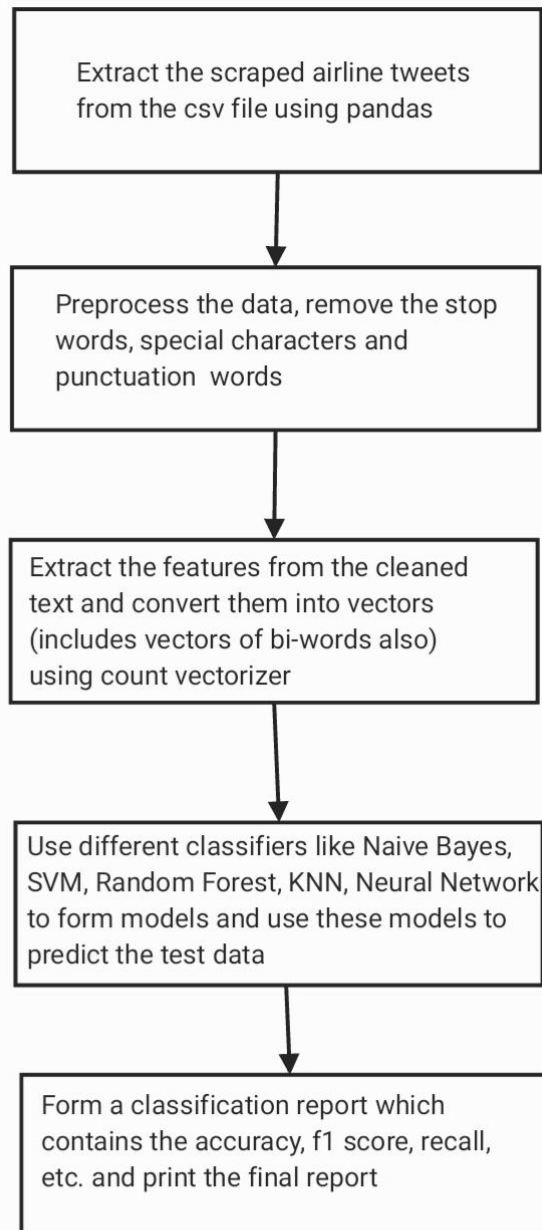 Extract the scraped airline tweets
from the csv file using pandas
Preprocess the data, remove the stop
words, special characters and
punctuation words
Extract the features from the cleaned
text and convert them into vectors
(includes vectors of bi-words also)
using count vectorizer
Use different classifiers like Naive Bayes,
SVM, Random Forest, KNN, Neural Network
to form models and use these models to
predict the test data
Form a classification report which
contains the accuracy, f1 score, recall,
etc. and print the final report